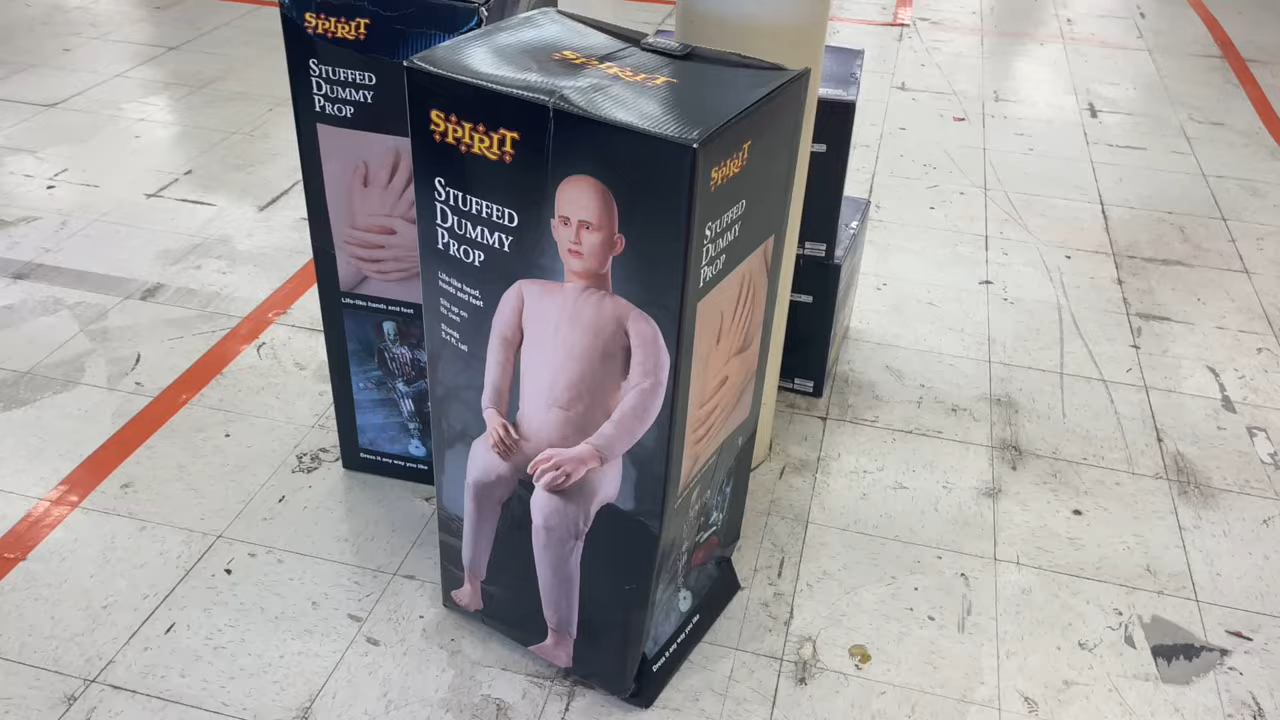 SPIRIT
STUFFED
DUMMY
PROP
Life-like hands and feet
Dress it any way you like
SPIRIT
SPIRIT
STUFFED
DUMMY
PROP
Life-like head,
hands and feet
Sits up on
its own
Stands
5.4 ft. tall
SPIRIT
STUFFED
DUMMY
PROP
Dress it any way you like